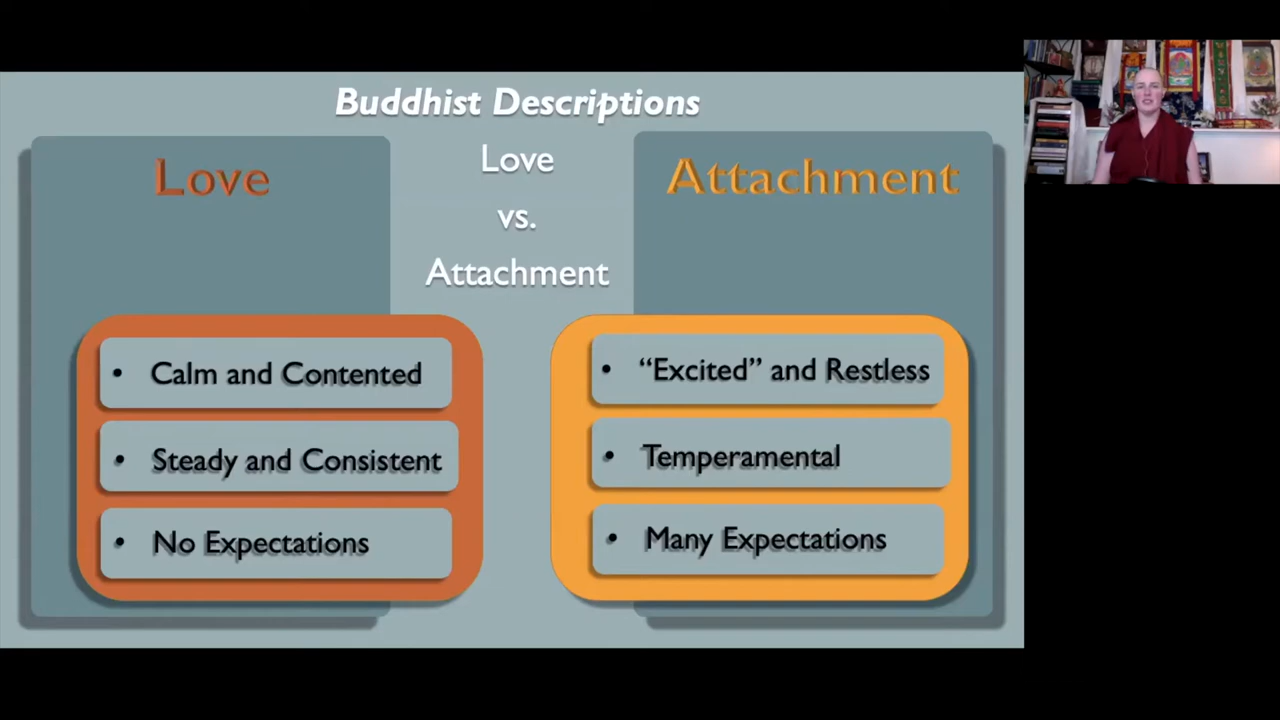 Buddhist Descriptions
Love
vs.
Attachment
Love
• Calm and Contented
• Steady and Consistent
• No Expectations
Attachment
• “Excited” and Restless
• Temperamental
• Many Expectations